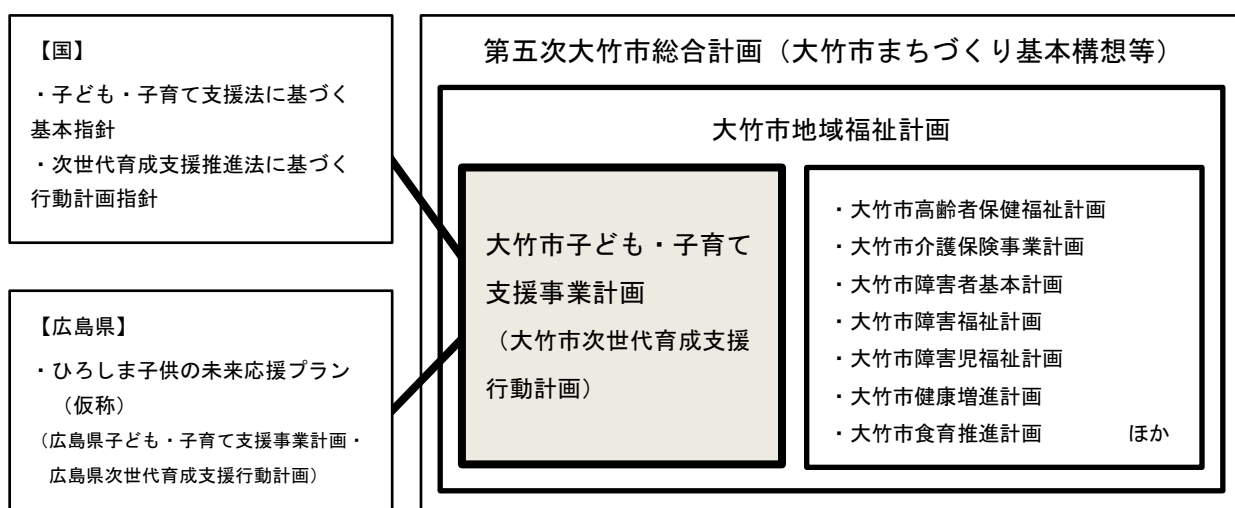 【国】
・子ども・子育て支援法に基づく
基本指針
・次世代育成支援推進法に基づく
行動計画指針
【広島県】
・ひろしま子供の未来応援プラン
（仮称）
（広島県子ども・子育て支援事業計画・
広島県次世代育成支援行動計画）
第五次大竹市総合計画（大竹市まちづくり基本構想等）
大竹市地域福祉計画
大竹市子ども・子育て
支援事業計画
（大竹市次世代育成支援
行動計画）
・大竹市高齢者保健福祉計画
・大竹市介護保険事業計画
・大竹市障害者基本計画
・大竹市障害福祉計画
・大竹市障害児福祉計画
・大竹市健康増進計画
・大竹市食育推進計画　　　ほか